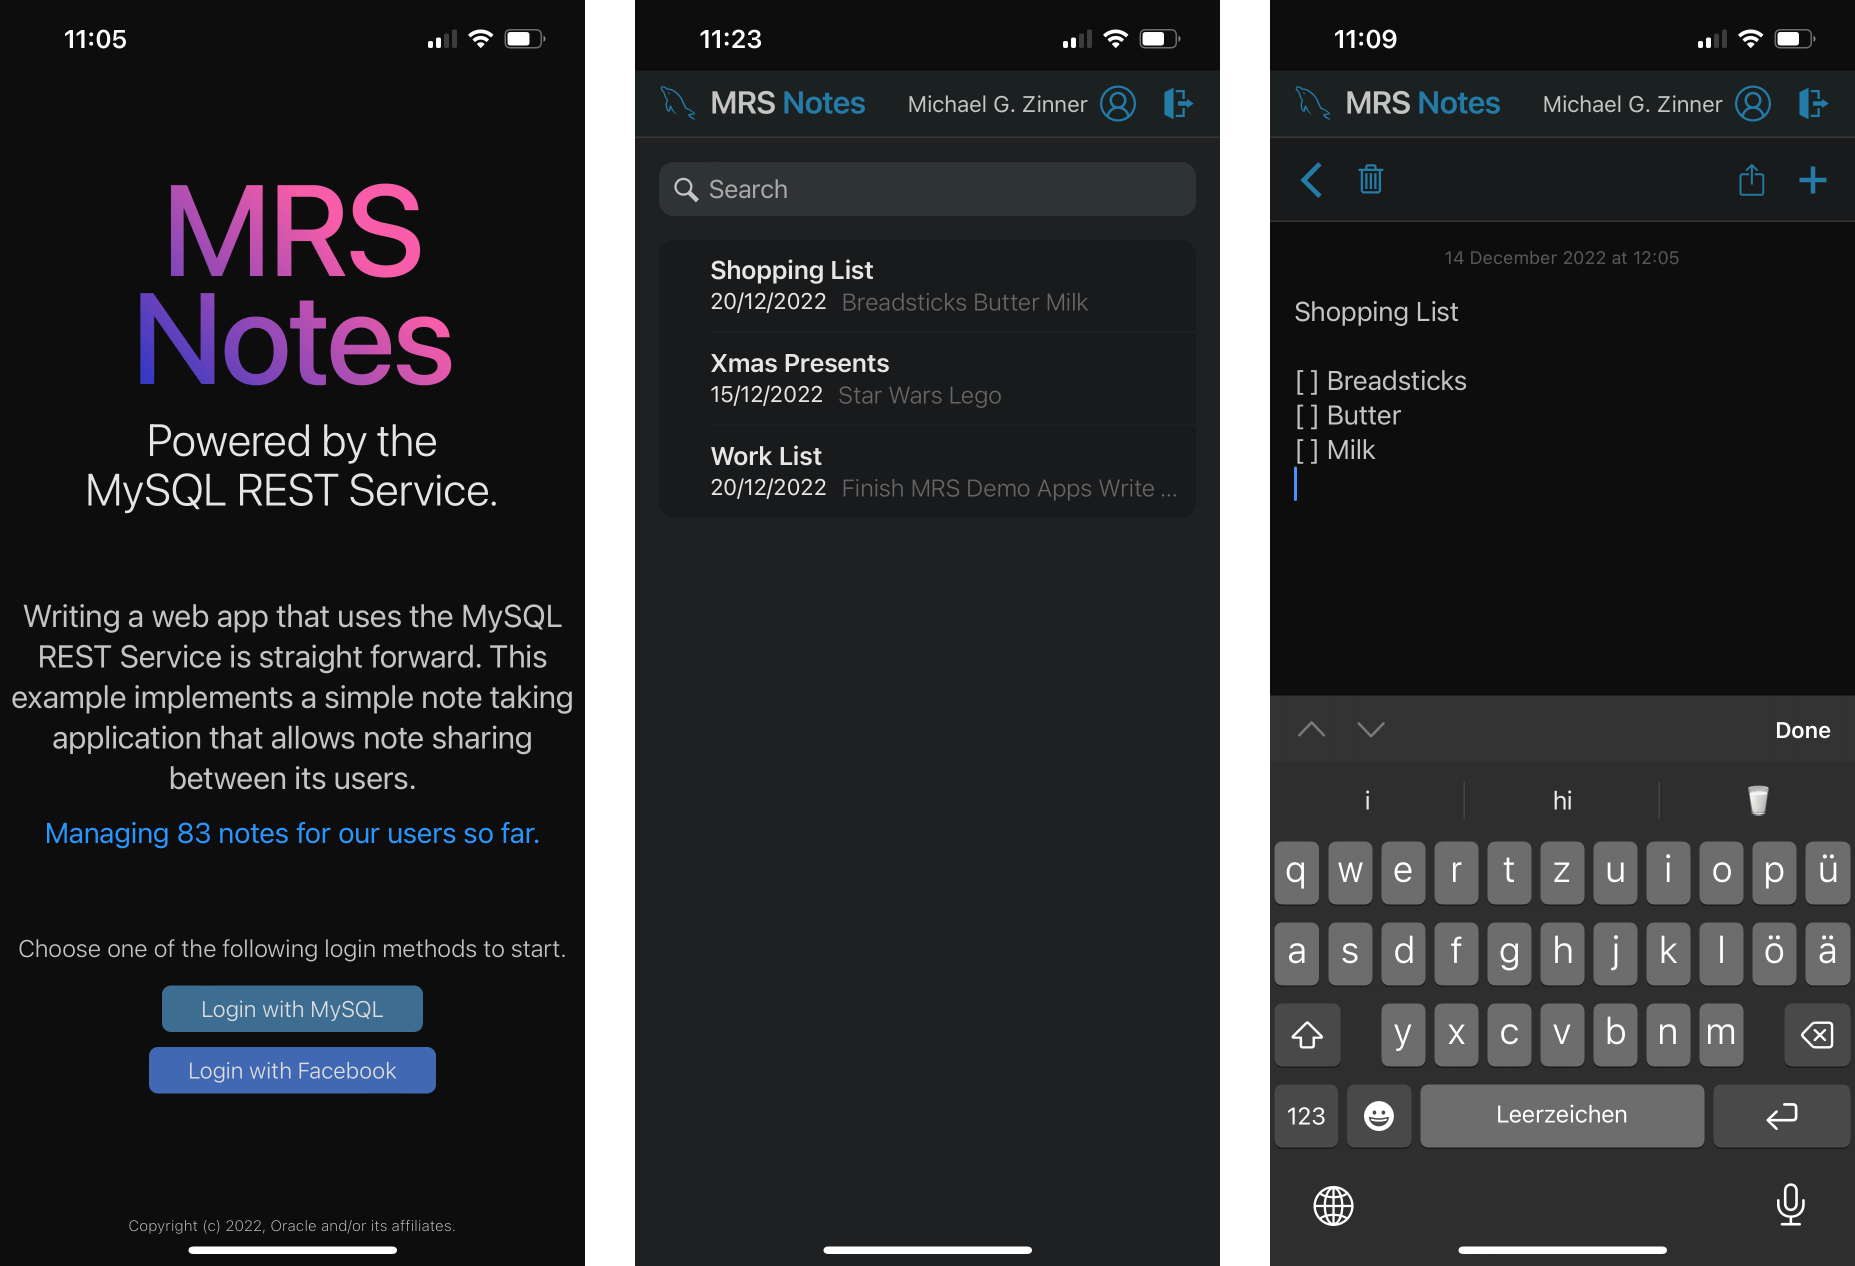 11:05
MRS
Notes
Powered by the
MySQL REST Service.
Writing a web app that uses the MySQL
REST Service is straight forward. This
example implements a simple note taking
application that allows note sharing
between its users.
Managing 83 notes for our users so far.
Choose one of the following login methods to start.
Login with MySQL
Login with Facebook
Copyright (c) 2022, Oracle and/or its affiliates.
11:23
MRS Notes Michael G. Zinner
Search
Shopping List
20/12/2022 Breadsticks Butter Milk
Xmas Presents
15/12/2022 Star Wars Lego
Work List
20/12/2022 Finish MRS Demo Apps Write ...
11:09
MRS Notes Michael G. Zinner
14 December 2022 at 12:05
Shopping List
[ ] Breadsticks
[ ] Butter
[ ] Milk
Done
i hi
q w e r t z u i o p ü
a s d f g h j k l ö ä
y x c v b n m
123 Leerzeichen